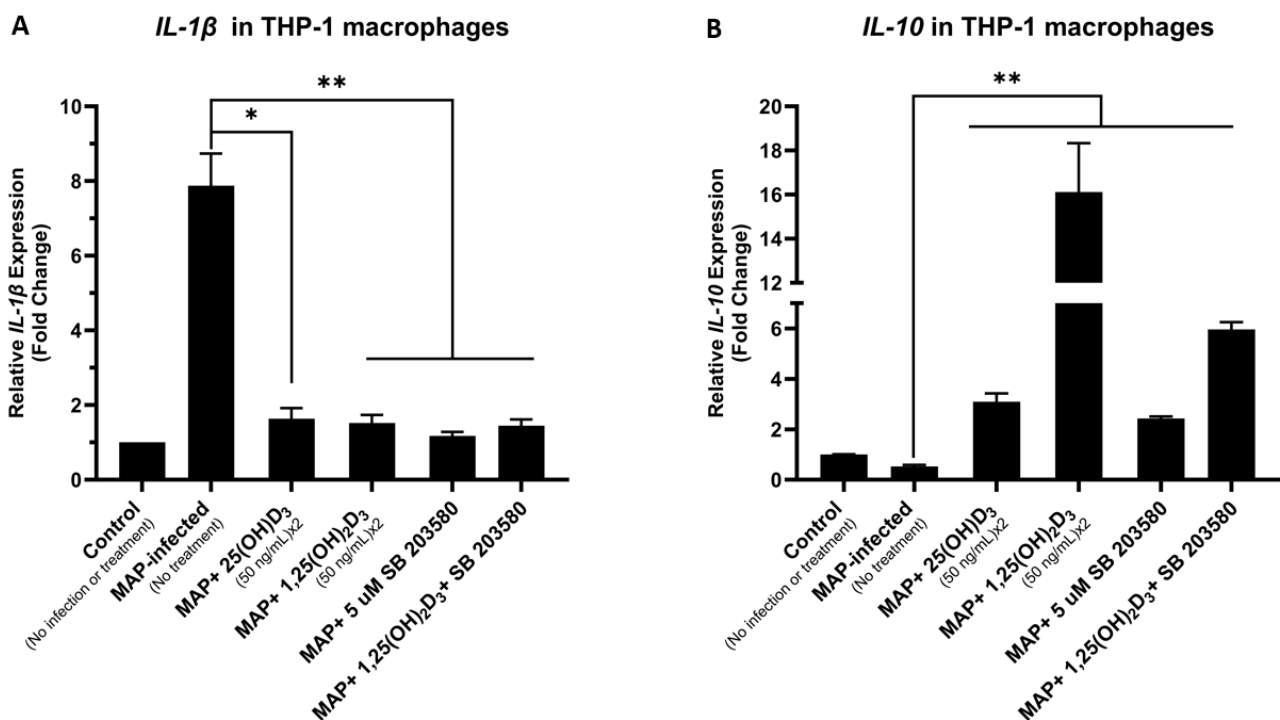 A
IL-1β in THP-1 macrophages
Relative IL-1β Expression
(Fold Change)
10
8
6
4
2
0
**
*
Control
(No infection or treatment)
MAP-infected
(No treatment)
MAP+ 25(OH)D₃
(50 ng/mL)x2
MAP+ 1,25(OH)₂D₃
(50 ng/mL)x2
MAP+ 5 uM SB 203580
MAP+ 1,25(OH)₂D₃+ SB 203580
B
IL-10 in THP-1 macrophages
Relative IL-10 Expression
(Fold Change)
20
18
16
14
12
6
4
2
0
**
Control
(No infection or treatment)
MAP-infected
(No treatment)
MAP+ 25(OH)D₃
(50 ng/mL)x2
MAP+ 1,25(OH)₂D₃
(50 ng/mL)x2
MAP+ 5 uM SB 203580
MAP+ 1,25(OH)₂D₃+ SB 203580